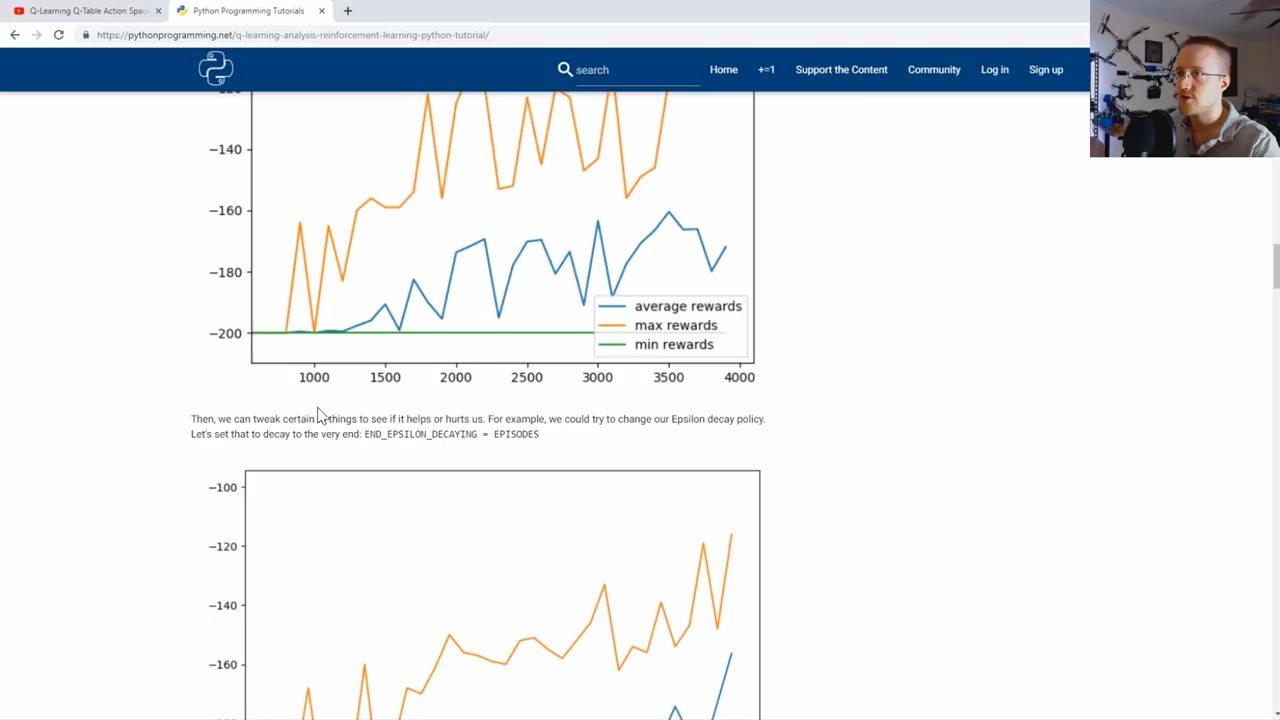 Q-Learning Q-Table Action Spac
Python Programming Tutorials
https://pythonprogramming.net/q-learning-analysis-reinforcement-learning-python-tutorial/
search
Home
+=1
Support the Content
Community
Log in
Sign up
−140
−160
−180
−200
average rewards
max rewards
min rewards
1000 1500 2000 2500 3000 3500 4000
Then, we can tweak certain things to see if it helps or hurts us. For example, we could try to change our Epsilon decay policy.
Let's set that to decay to the very end: END_EPSILON_DECAYING = EPISODES
−100
−120
−140
−160